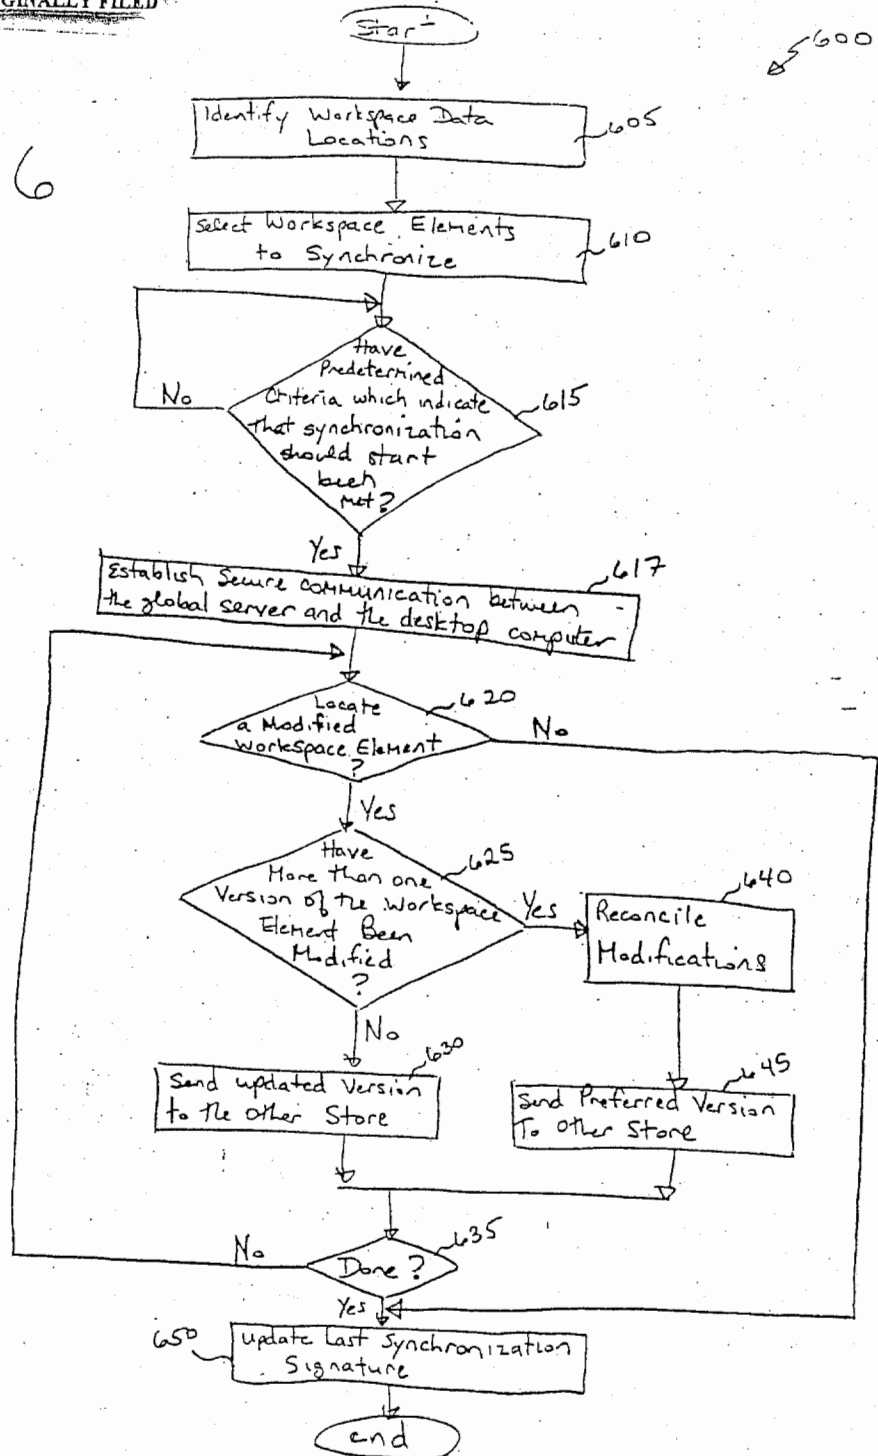 GINALLY FILED
Start
600
Identify Workspace Data
Locations
605
6
Select Workspace Elements
to Synchronize
610
Have
Predetermined
Criteria which indicate
that synchronization
should start
been
met?
615
No
Yes
Establish Secure communication between
the global server and the desktop computer
617
Locate
a Modified
Workspace Element
?
620
No
Yes
Have
More than one
Version of the Workspace
Element Been
Modified
?
625
Yes
Reconcile
Modifications
640
No
Send updated Version
to the Other Store
630
Send Preferred Version
To Other Store
645
Done?
635
No
Yes
650
Update Last Synchronization
Signature
end